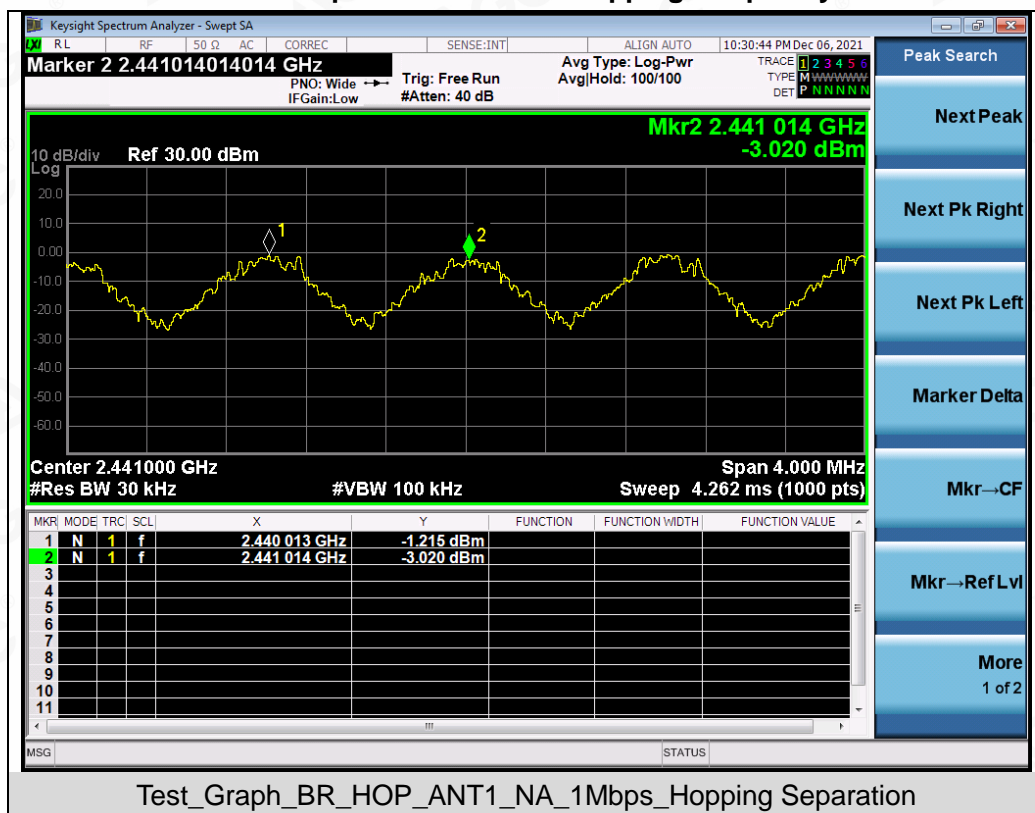 Keysight Spectrum Analyzer - Swept SA
LXI RL RF 50 Ω AC CORREC SENSE:INT ALIGN AUTO 10:30:44 PM Dec 06, 2021
Marker 2 2.441014014014 GHz
PNO: Wide
IFGain:Low
Trig: Free Run
#Atten: 40 dB
Avg Type: Log-Pwr
Avg|Hold: 100/100
TRACE 1 2 3 4 5 6
TYPE M WWWWW
DET P N N N N N
Peak Search
Mkr2 2.441 014 GHz
-3.020 dBm
10 dB/div Ref 30.00 dBm
Log
20.0
10.0
0.00
-10.0
-20.0
-30.0
-40.0
-50.0
-60.0
1
2
Center 2.441000 GHz
Span 4.000 MHz
#Res BW 30 kHz
#VBW 100 kHz
Sweep 4.262 ms (1000 pts)
MKR MODE TRC SCL X Y FUNCTION FUNCTION WIDTH FUNCTION VALUE
1 N 1 f 2.440 013 GHz -1.215 dBm
2 N 1 f 2.441 014 GHz -3.020 dBm
3
4
5
6
7
8
9
10
11
MSG
STATUS
Next Peak
Next Pk Right
Next Pk Left
Marker Delta
Mkr→CF
Mkr→Ref Lvl
More
1 of 2
Test_Graph_BR_HOP_ANT1_NA_1Mbps_Hopping Separation